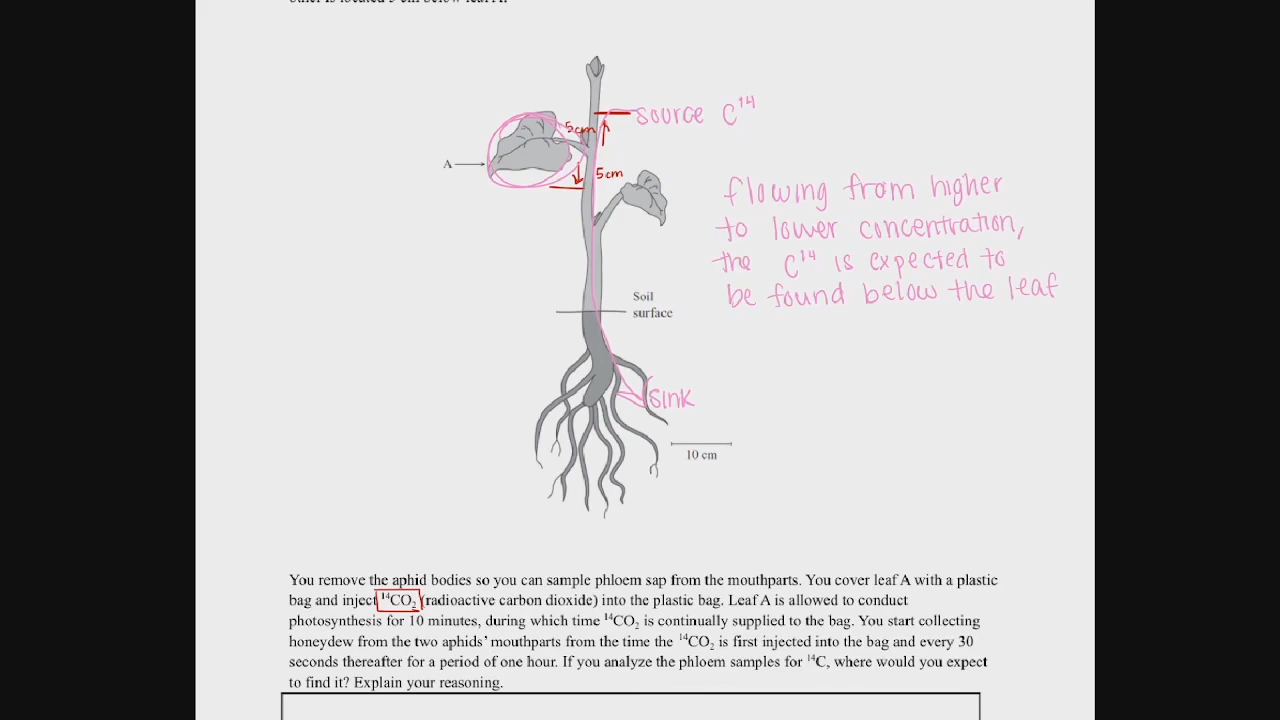 5cm
source C¹⁴
A
5cm
flowing from higher
to lower concentration,
the C¹⁴ is expected to
be found below the leaf
Soil
surface
sink
10 cm
You remove the aphid bodies so you can sample phloem sap from the mouthparts. You cover leaf A with a plastic
bag and inject ¹⁴CO₂ (radioactive carbon dioxide) into the plastic bag. Leaf A is allowed to conduct
photosynthesis for 10 minutes, during which time ¹⁴CO₂ is continually supplied to the bag. You start collecting
honeydew from the two aphids' mouthparts from the time the ¹⁴CO₂ is first injected into the bag and every 30
seconds thereafter for a period of one hour. If you analyze the phloem samples for ¹⁴C, where would you expect
to find it? Explain your reasoning.